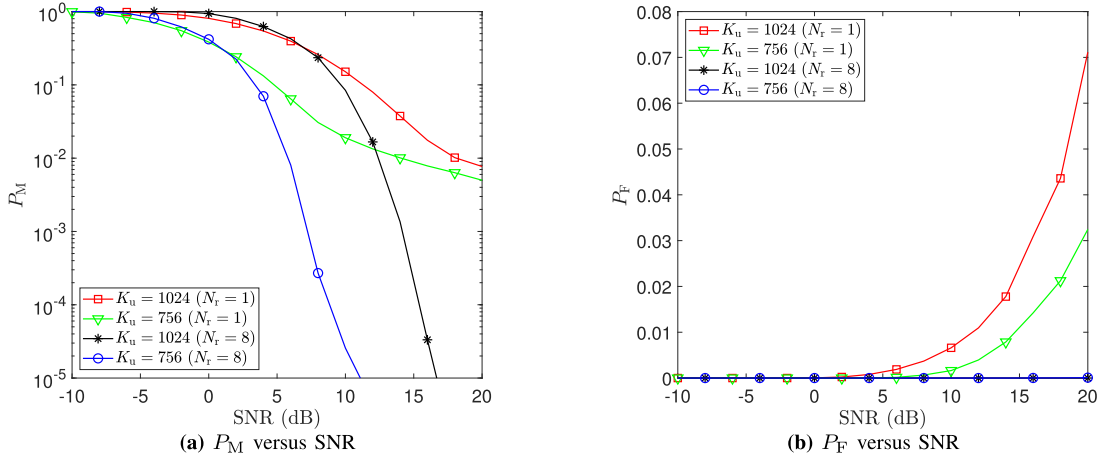 10^0
10^-1
10^-2
10^-3
10^-4
10^-5
P_M
-10 -5 0 5 10 15 20
SNR (dB)
K_u = 1024 (N_r = 1)
K_u = 756 (N_r = 1)
K_u = 1024 (N_r = 8)
K_u = 756 (N_r = 8)
(a) P_M versus SNR
0.08
0.07
0.06
0.05
0.04
0.03
0.02
0.01
0
P_F
-10 -5 0 5 10 15 20
SNR (dB)
K_u = 1024 (N_r = 1)
K_u = 756 (N_r = 1)
K_u = 1024 (N_r = 8)
K_u = 756 (N_r = 8)
(b) P_F versus SNR